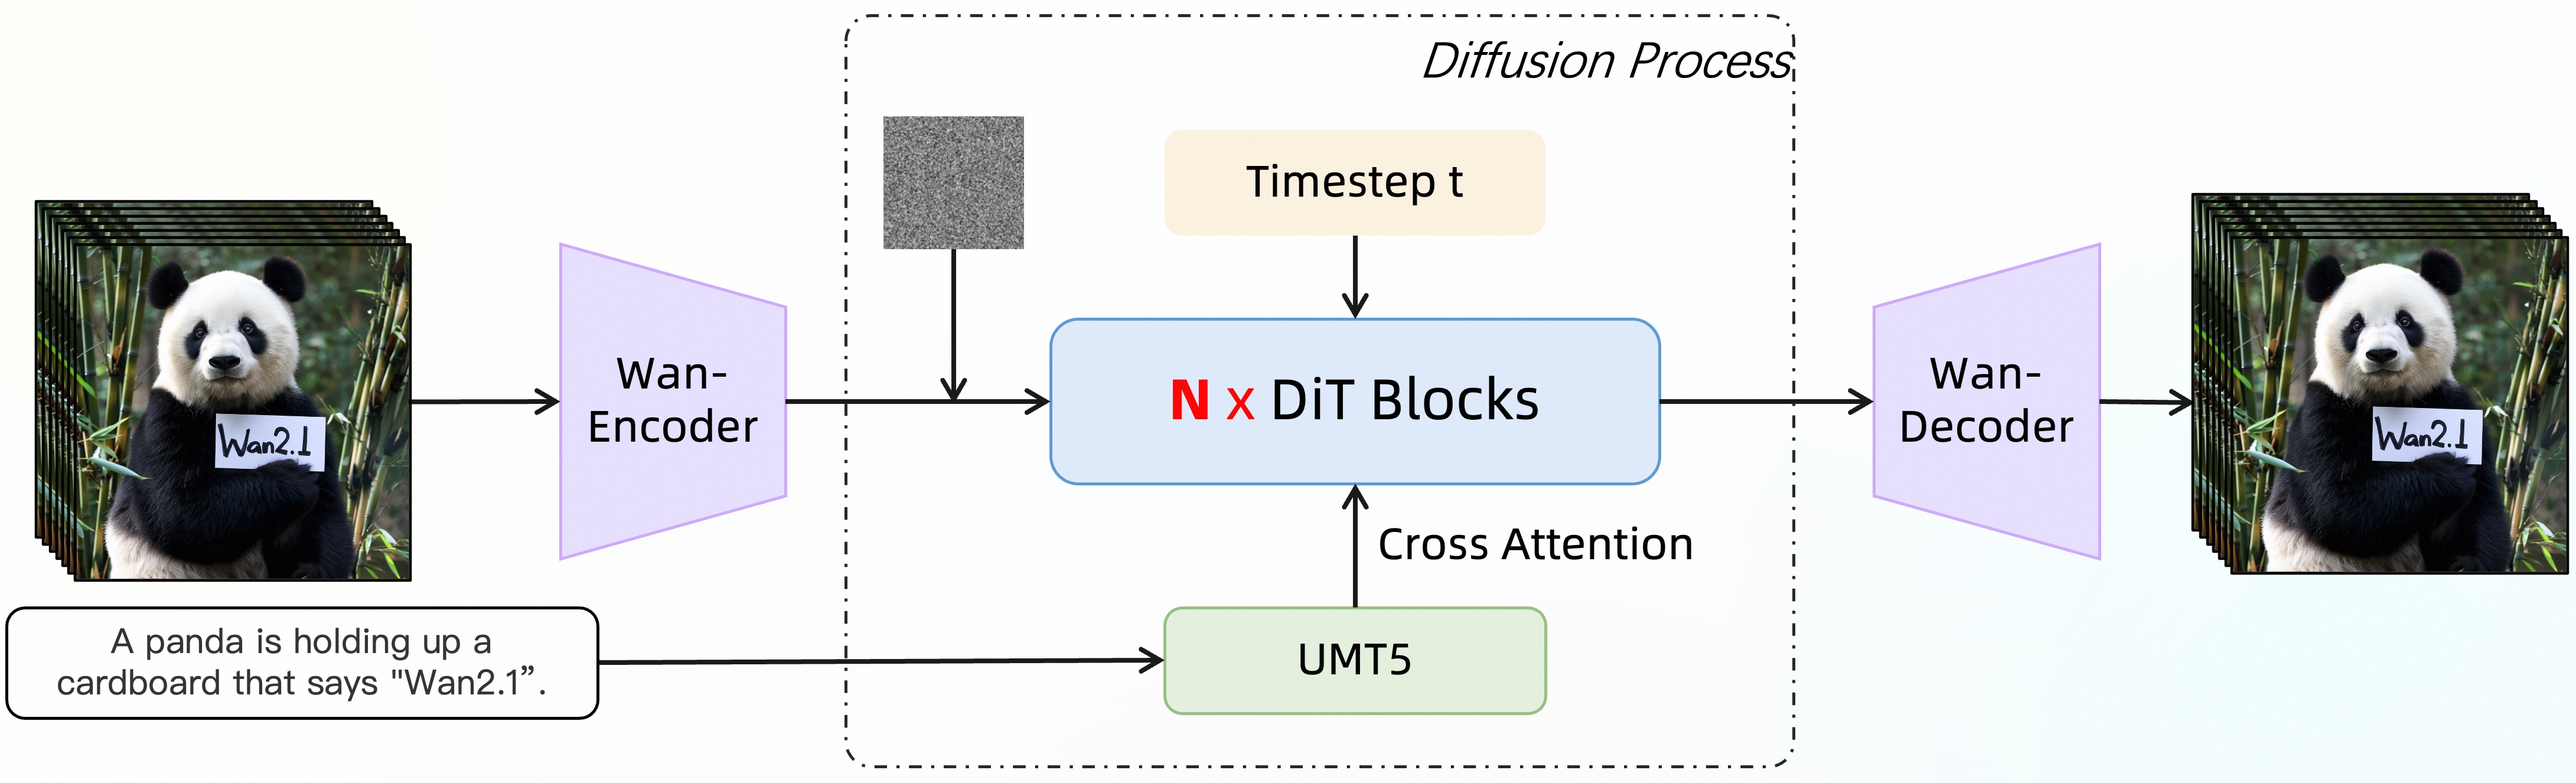 Diffusion Process
Timestep t
Wan-
Encoder
N x DiT Blocks
Wan-
Decoder
Wan2.1
Wan2.1
Cross Attention
A panda is holding up a
cardboard that says "Wan2.1”.
UMT5